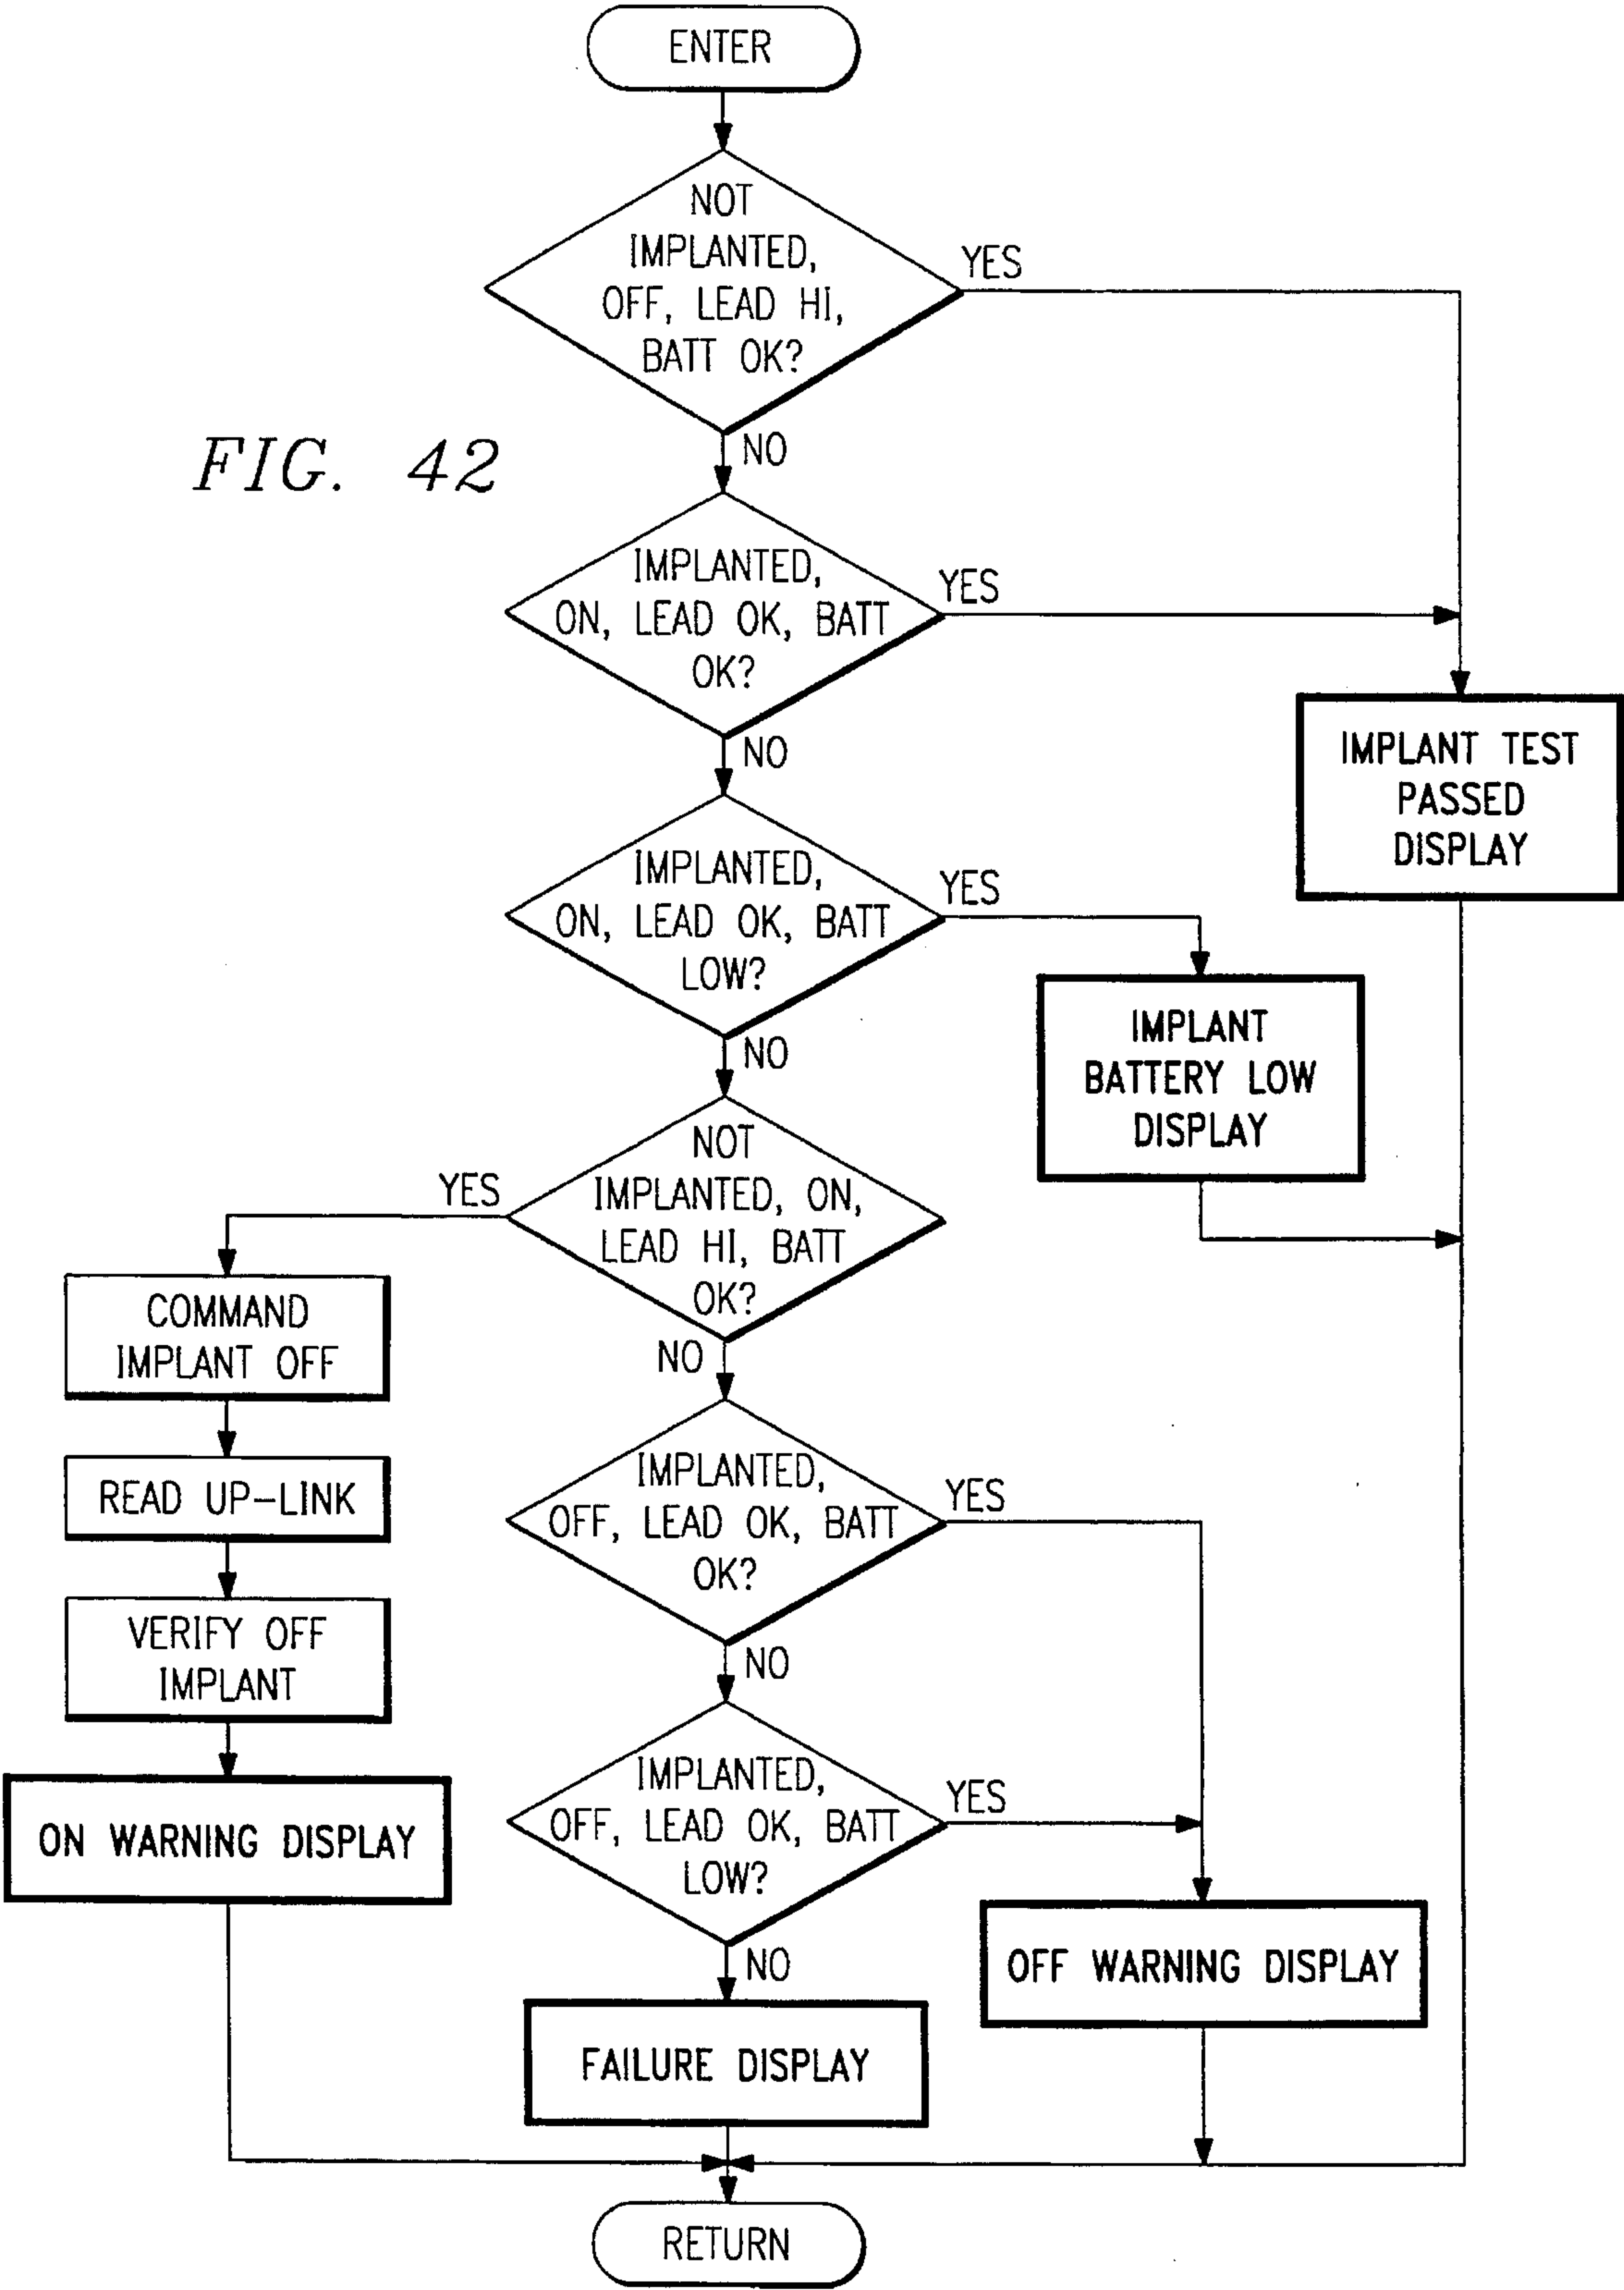 ENTER
NOT
IMPLANTED,
OFF, LEAD HI,
BATT OK?
YES
NO
FIG. 42
IMPLANTED,
ON, LEAD OK, BATT
OK?
YES
NO
IMPLANT TEST
PASSED
DISPLAY
IMPLANTED,
ON, LEAD OK, BATT
LOW?
YES
NO
IMPLANT
BATTERY LOW
DISPLAY
NOT
IMPLANTED, ON,
LEAD HI, BATT
OK?
YES
NO
COMMAND
IMPLANT OFF
READ UP-LINK
VERIFY OFF
IMPLANT
ON WARNING DISPLAY
IMPLANTED,
OFF, LEAD OK, BATT
OK?
YES
NO
IMPLANTED,
OFF, LEAD OK, BATT
LOW?
YES
NO
OFF WARNING DISPLAY
FAILURE DISPLAY
RETURN